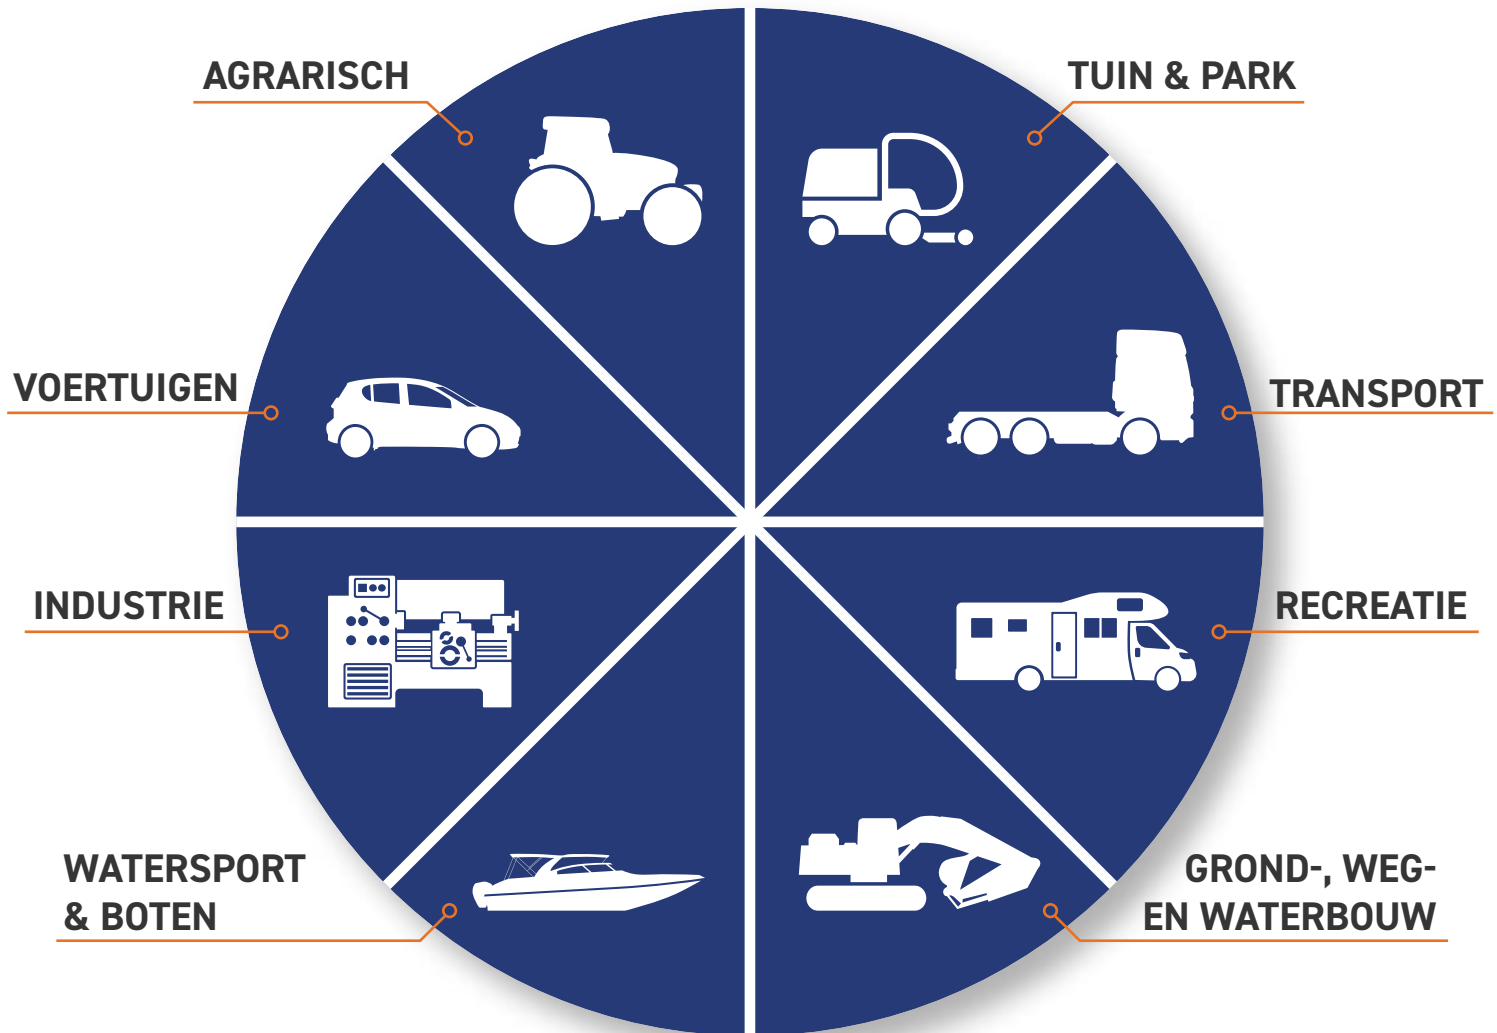 AGRARISCH
TUIN & PARK
VOERTUIGEN
TRANSPORT
INDUSTRIE
RECREATIE
WATERSPORT
& BOTEN
GROND-, WEG-
EN WATERBOUW